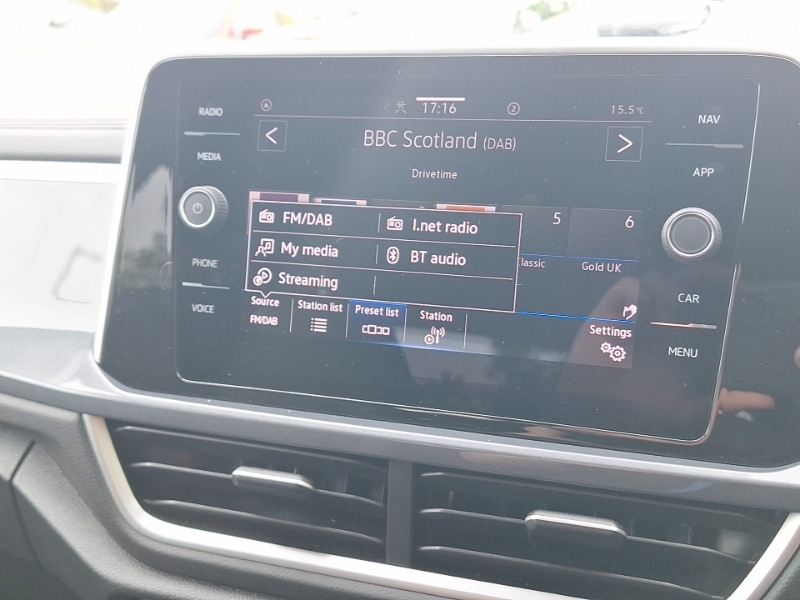 RADIO
MEDIA
PHONE
VOICE
17:16
2
15.5°C
BBC Scotland (DAB)
Drivetime
FM/DAB
I.net radio
My media
BT audio
Streaming
5
6
Gold UK
Source
FM/DAB
Station list
Preset list
Station
Settings
NAV
APP
CAR
MENU